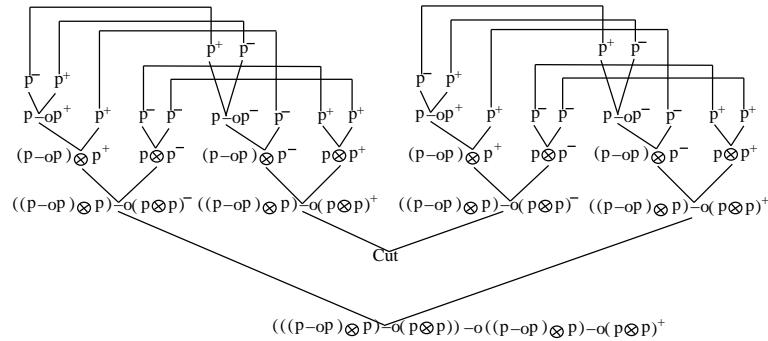 p⁺ p⁻ p⁺ p⁻
p⁻ p⁺ p⁻ p⁺
p–op⁺ p⁺ p⁻ p⁻ p–op⁻ p⁻ p⁺ p⁺ p–op⁺ p⁺ p⁻ p⁻ p–op⁻ p⁻ p⁺ p⁺
(p–op)⊗p⁺ p⊗p⁻ (p–op)⊗p⁻ p⊗p⁺ (p–op)⊗p⁺ p⊗p⁻ (p–op)⊗p⁻ p⊗p⁺
((p–op)⊗p)–o(p⊗p)⁻ ((p–op)⊗p)–o(p⊗p)⁺ ((p–op)⊗p)–o(p⊗p)⁻ ((p–op)⊗p)–o(p⊗p)⁺
Cut
(((p–op)⊗p)–o(p⊗p))–o((p–op)⊗p)–o(p⊗p)⁺